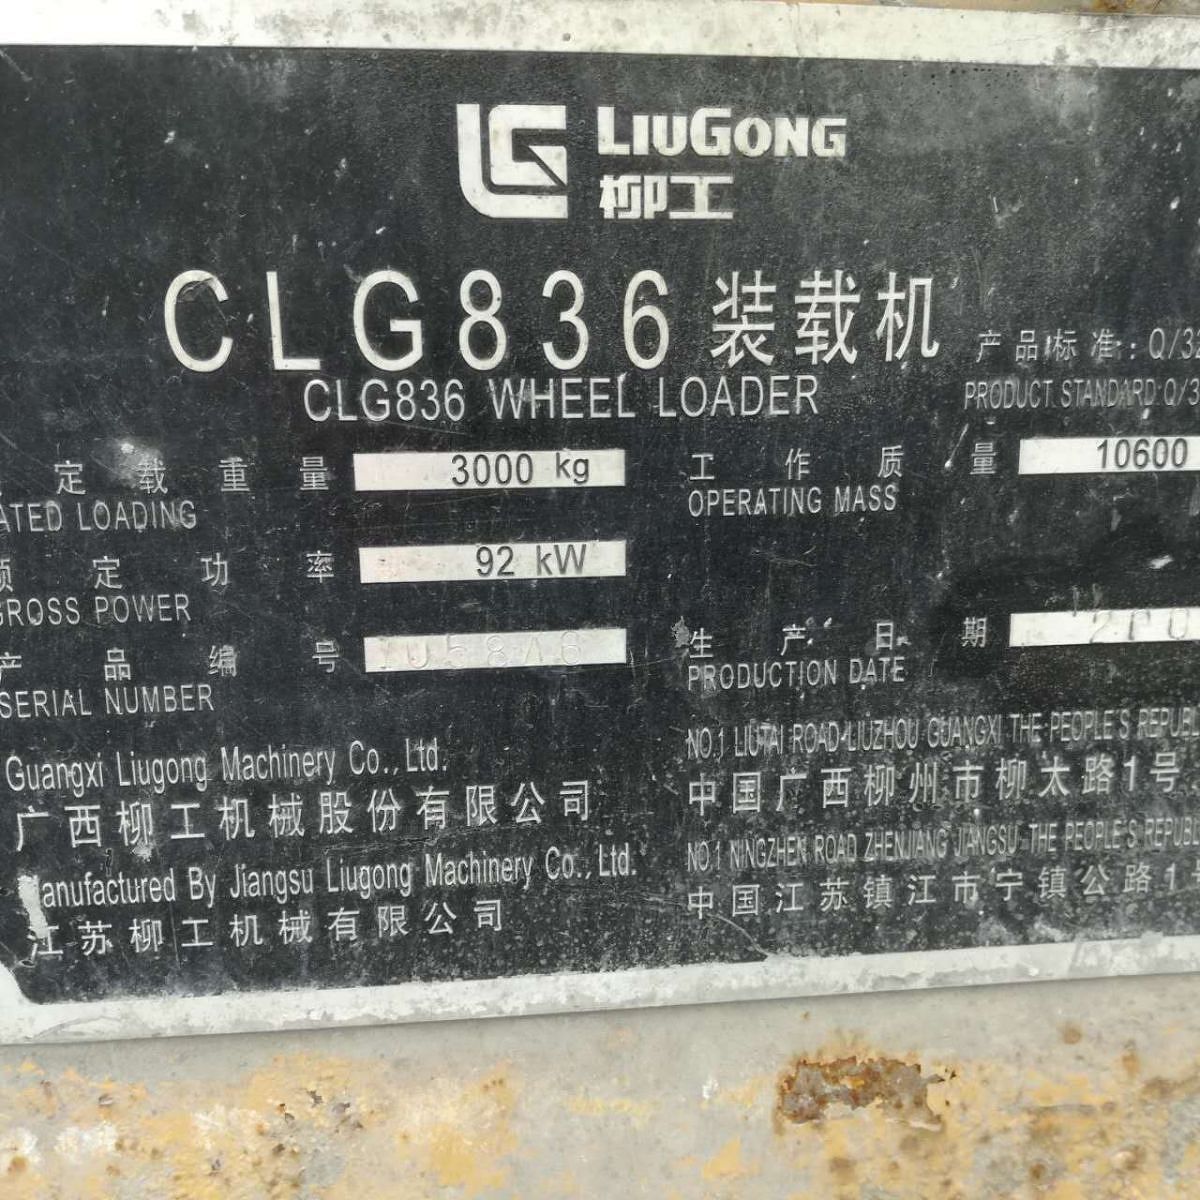 LIUGONG
柳工
CLG836 装载机
产品标准: Q/32
CLG836 WHEEL LOADER
PRODUCT STANDARD Q/3
定载重量 3000 kg
工作质量 10600
ATED LOADING
OPERATING MASS
额定功率 92 kW
GROSS POWER
产品编号 1058A6
生产日期
SERIAL NUMBER
PRODUCTION DATE
Guangxi Liugong Machinery Co., Ltd.
NO.1 LIUTAI ROAD LIUZHOU GUANGXI THE PEOPLE'S REPUB
广西柳工机械股份有限公司
中国广西柳州市柳太路1号
Manufactured By Jiangsu Liugong Machinery Co., Ltd.
NO.1 NINGZHEN ROAD ZHENJIANG JIANGSU THE PEOPLE'S REPUB
江苏柳工机械有限公司
中国江苏镇江市宁镇公路1